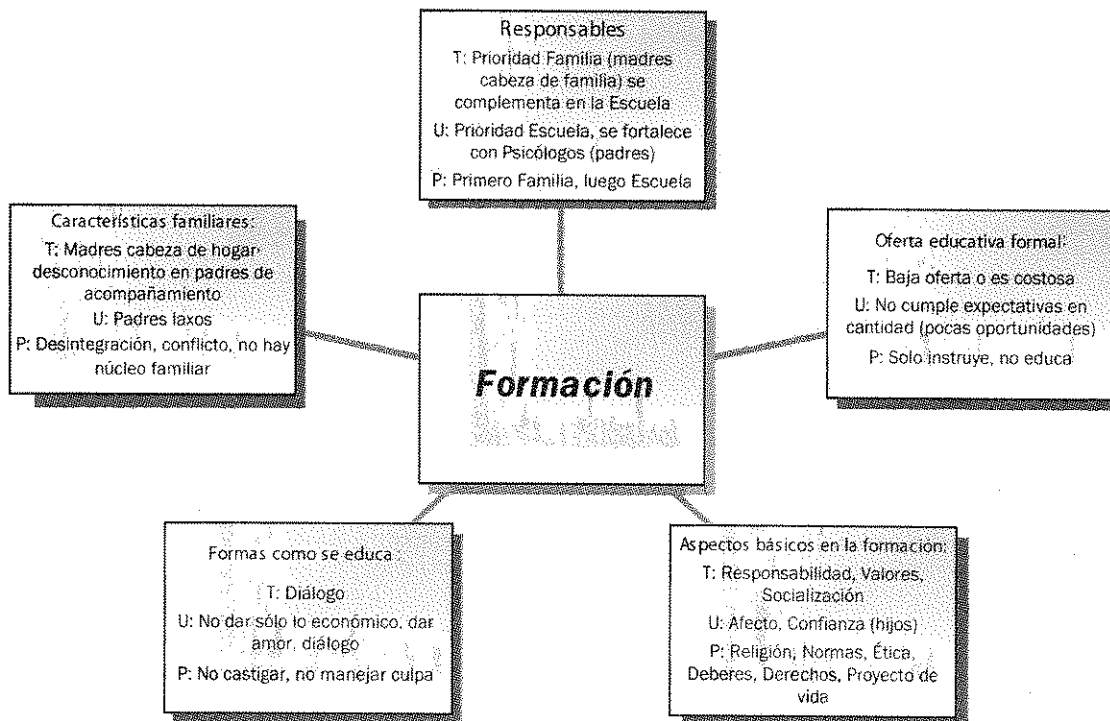 Responsables
T: Prioridad Familia (madres
cabeza de familia) se
complementa en la Escuela
U: Prioridad Escuela, se fortalece
con Psicólogos (padres)
P: Primero Familia, luego Escuela
Características familiares:
T: Madres cabeza de hogar
desconocimiento en padres de
acompañamiento
U: Padres laxos
P: Desintegración, conflicto, no hay
núcleo familiar
Oferta educativa formal:
T: Baja oferta o es costosa
U: No cumple expectativas en
cantidad (pocas oportunidades)
P: Solo instruye, no educa
Formación
Formas como se educa:
T: Diálogo
U: No dar sólo lo económico, dar
amor, diálogo
P: No castigar, no manejar culpa
Aspectos básicos en la formación:
T: Responsabilidad, Valores,
Socialización
U: Afecto, Confianza (hijos)
P: Religión, Normas, Ética,
Deberes, Derechos, Proyecto de
vida